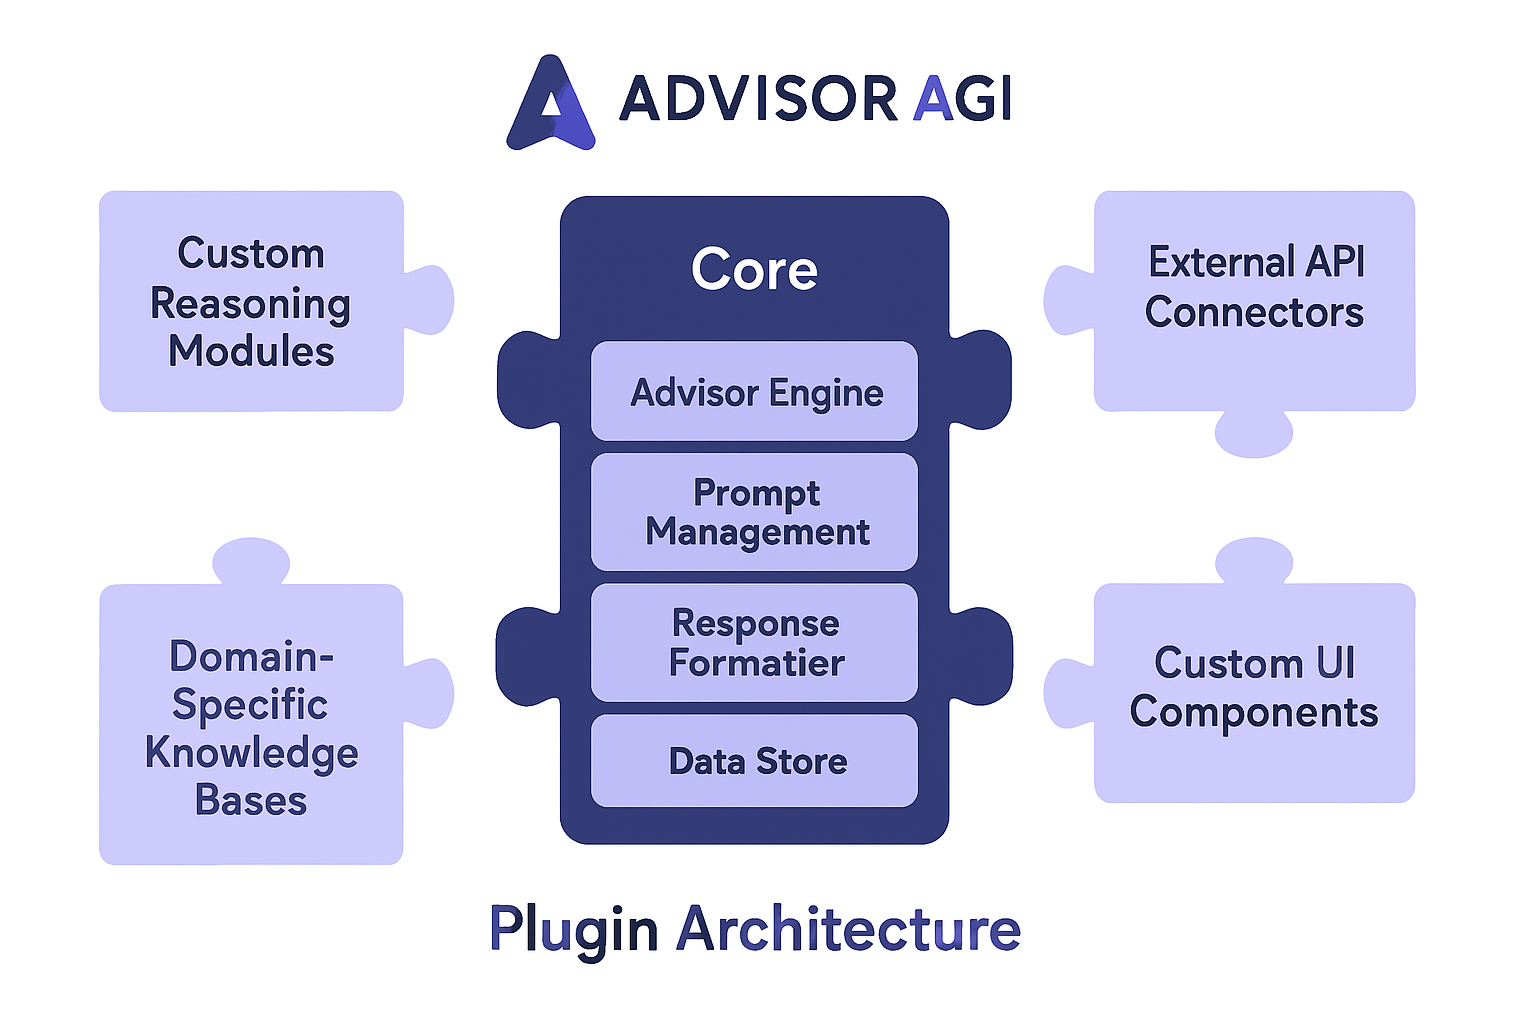 ADVISOR AGI
Custom
Reasoning
Modules
Core
Advisor Engine
Prompt
Management
Response
Formatier
Data Store
External API
Connectors
Domain-
Specific
Knowledge
Bases
Custom UI
Components
Plugin Architecture